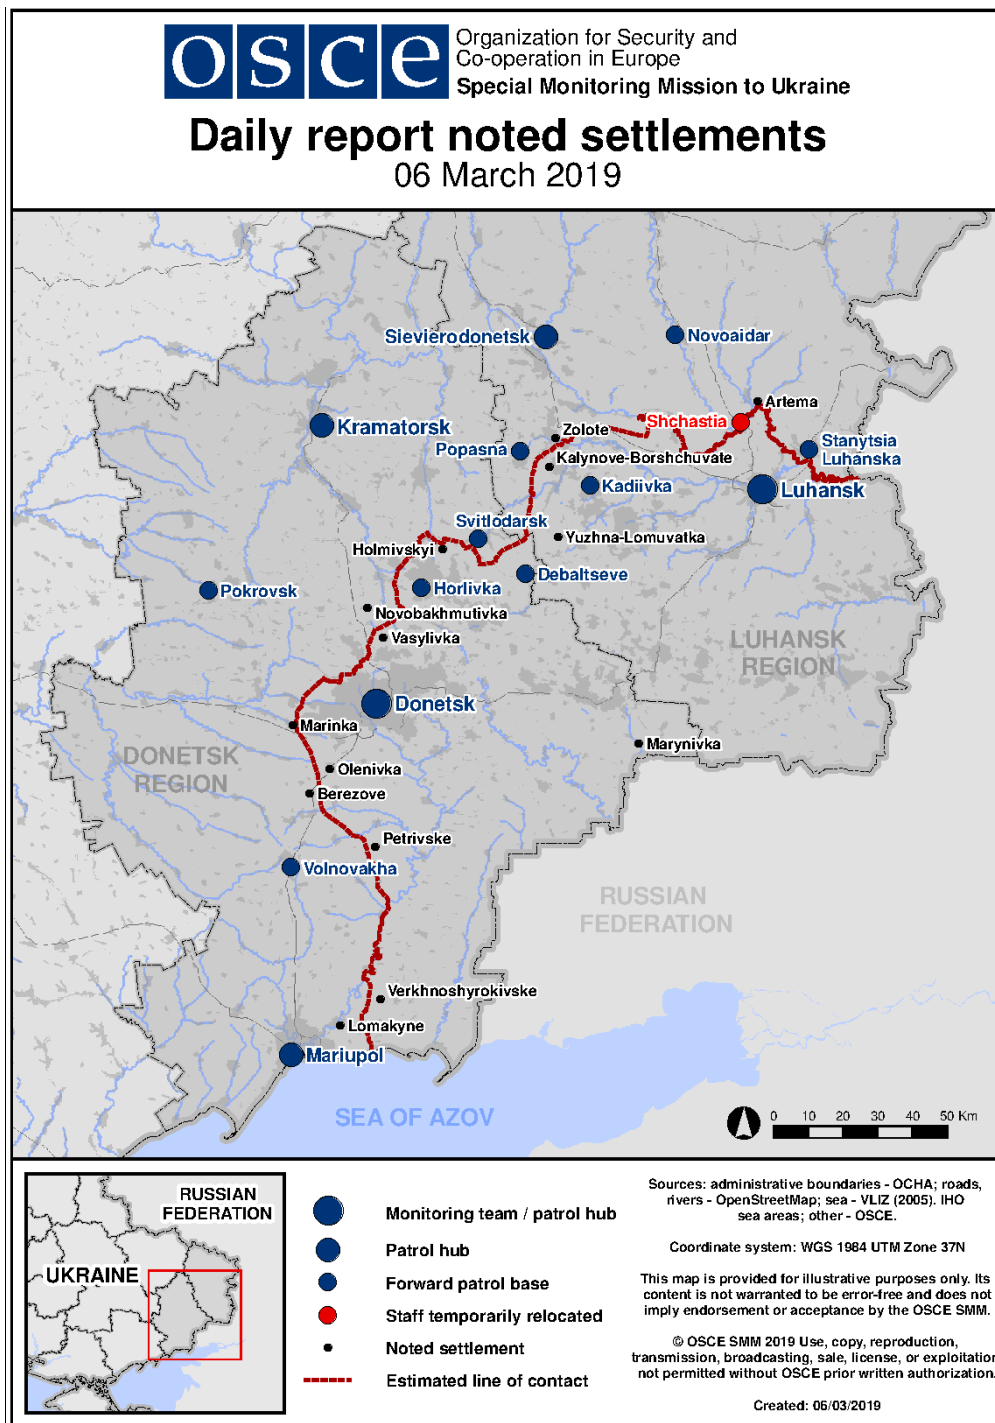 osce
Organization for Security and
Co-operation in Europe
Special Monitoring Mission to Ukraine
Daily report noted settlements
06 March 2019
Sievierodonetsk
Novoaidar
Artema
Shchastia
Kramatorsk
Zolote
Stanytsia
Luhanska
Popasna
Kalynove-Borshchuvate
Kadiivka
Luhansk
Svitlodarsk
Yuzhna-Lomuvatka
Holmivskyi
Debaltseve
Pokrovsk
Horlivka
Novobakhmutivka
Vasylivka
LUHANSK
REGION
Donetsk
Marinka
Marynivka
DONETSK
REGION
Olenivka
Berezove
Petrivske
Volnovakha
RUSSIAN
FEDERATION
Verkhnoshyrokivske
Lomakyne
Mariupol
SEA OF AZOV
0 10 20 30 40 50 Km
RUSSIAN
FEDERATION
UKRAINE
Monitoring team / patrol hub
Patrol hub
Forward patrol base
Staff temporarily relocated
Noted settlement
Estimated line of contact
Sources: administrative boundaries - OCHA; roads,
rivers - OpenStreetMap; sea - VLIZ (2005). IHO
sea areas; other - OSCE.
Coordinate system: WGS 1984 UTM Zone 37N
This map is provided for illustrative purposes only. Its
content is not warranted to be error-free and does not
imply endorsement or acceptance by the OSCE SMM.
© OSCE SMM 2019 Use, copy, reproduction,
transmission, broadcasting, sale, license, or exploitation
not permitted without OSCE prior written authorization.
Created: 06/03/2019